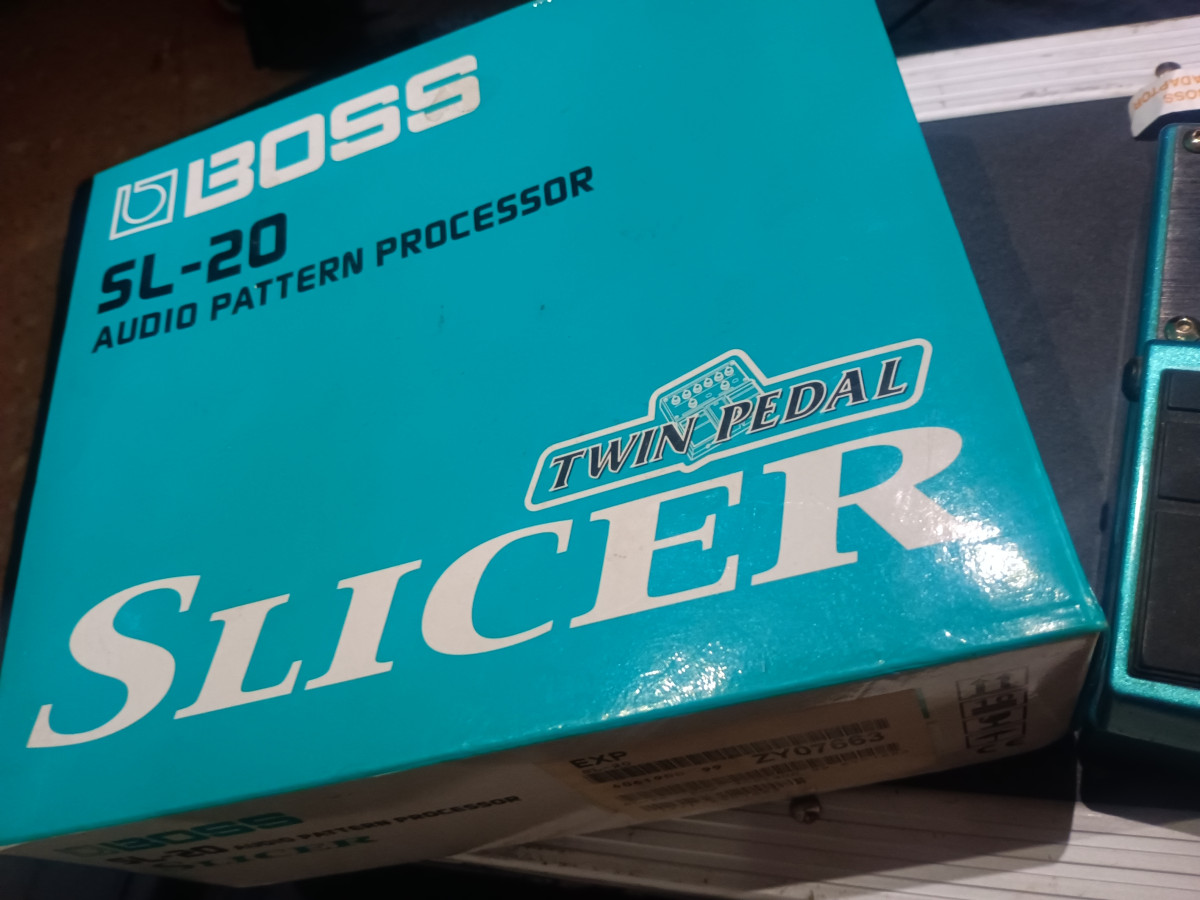 BOSS
SL-20
AUDIO PATTERN PROCESSOR
TWIN PEDAL
SLICER
EXP
ZY07663
BOSS
SL-20 AUDIO PATTERN PROCESSOR
SLICER
BOSS
ADAPTOR